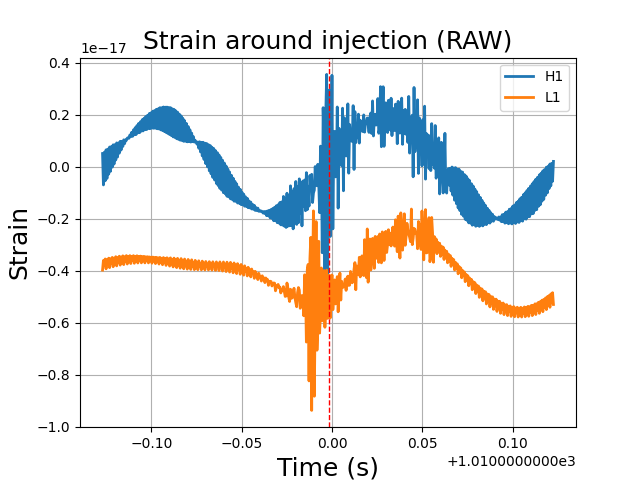 Strain around injection (RAW)
1e−17
0.4
0.2
0.0
−0.2
−0.4
−0.6
−0.8
−1.0
Strain
H1
L1
−0.10
−0.05
0.00
0.05
0.10
+1.0100000000e3
Time (s)